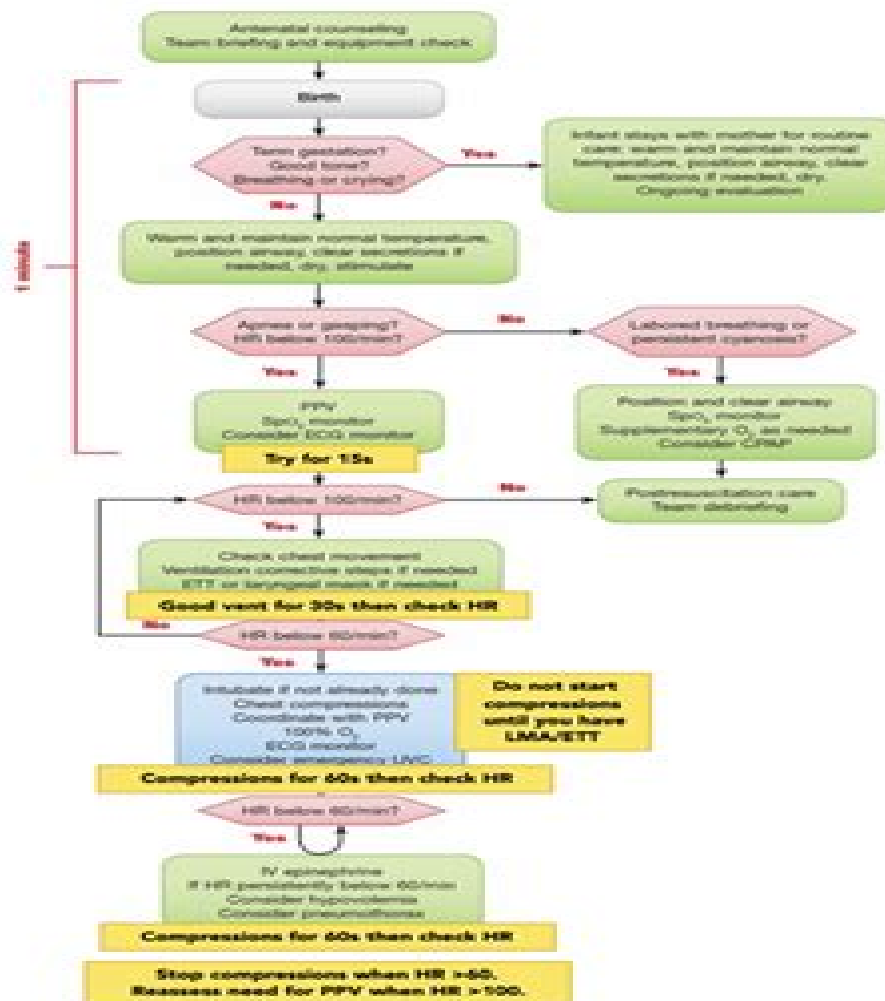 Antenatal counseling
Team briefing and equipment check
Birth
Term gestation?
Good tone?
Breathing or crying?
Yes
Infant stays with mother for routine
care: warm and maintain normal
temperature, position airway, clear
secretions if needed, dry.
Ongoing evaluation
No
1 minute
Warm and maintain normal temperature,
position airway, clear secretions if
needed, dry, stimulate
Apnea or gasping?
HR below 100/min?
No
Labored breathing or
persistent cyanosis?
Yes
Yes
PPV
SpO₂ monitor
Consider ECG monitor
Try for 15s
Position and clear airway
SpO₂ monitor
Supplementary O₂ as needed
Consider CPAP
HR below 100/min?
No
Postresuscitation care
Team debriefing
Yes
Check chest movement
Ventilation corrective steps if needed
ETT or laryngeal mask if needed
Good vent for 30s then check HR
No
HR below 60/min?
Yes
Intubate if not already done
Chest compressions
Coordinate with PPV
100% O₂
ECG monitor
Consider emergency UVC
Do not start
compressions
until you have
LMA/ETT
Compressions for 60s then check HR
HR below 60/min?
Yes
IV epinephrine
If HR persistently below 60/min
Consider hypovolemia
Consider pneumothorax
Compressions for 60s then check HR
Stop compressions when HR >60.
Reassess need for PPV when HR >100.